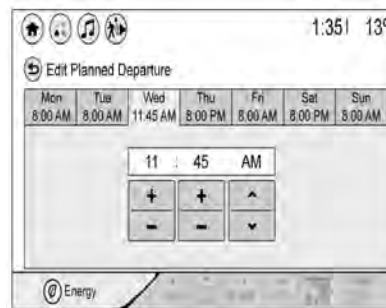 1:35 13°
Edit Planned Departure
Mon Tue Wed Thu Fri Sat Sun
8:00 AM 8:00 AM 11:45 AM 8:00 PM 8:00 AM 8:00 PM 8:00 AM
11 : 45 AM
+ + ^
- - v
Energy